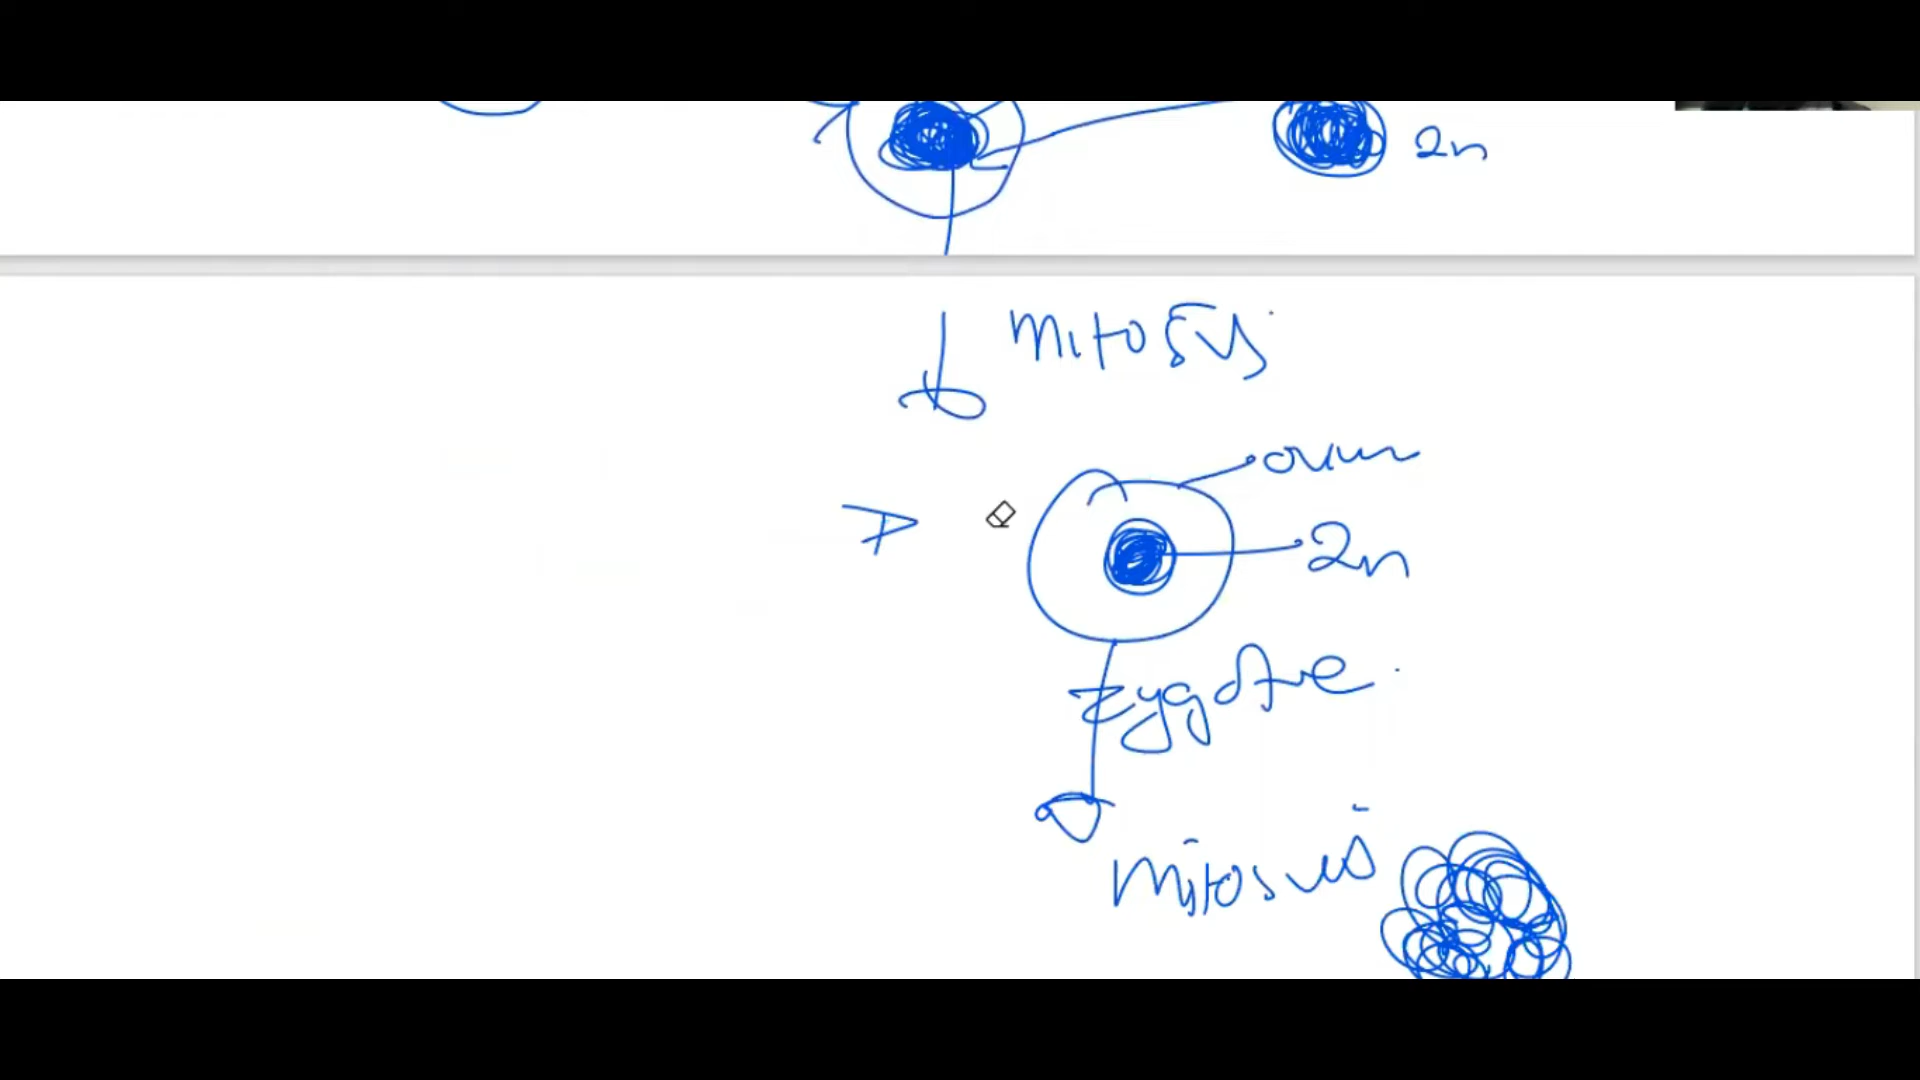 2n
mitosis
ovum
2n
zygote
mitosis